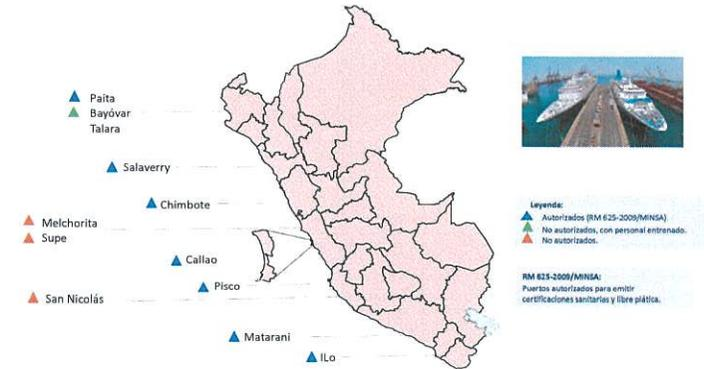 Paita
Bayóvar
Talara
Salaverry
Chimbote
Melchorita
Supe
Callao
Pisco
San Nicolás
Matarani
ILo
Leyenda:
Autorizados (RM 625-2009/MINSA)
No autorizados, con personal entrenado.
No autorizados.
RM 625-2009/MINSA:
Puertos autorizados para emitir
certificaciones sanitarias y libre plática.